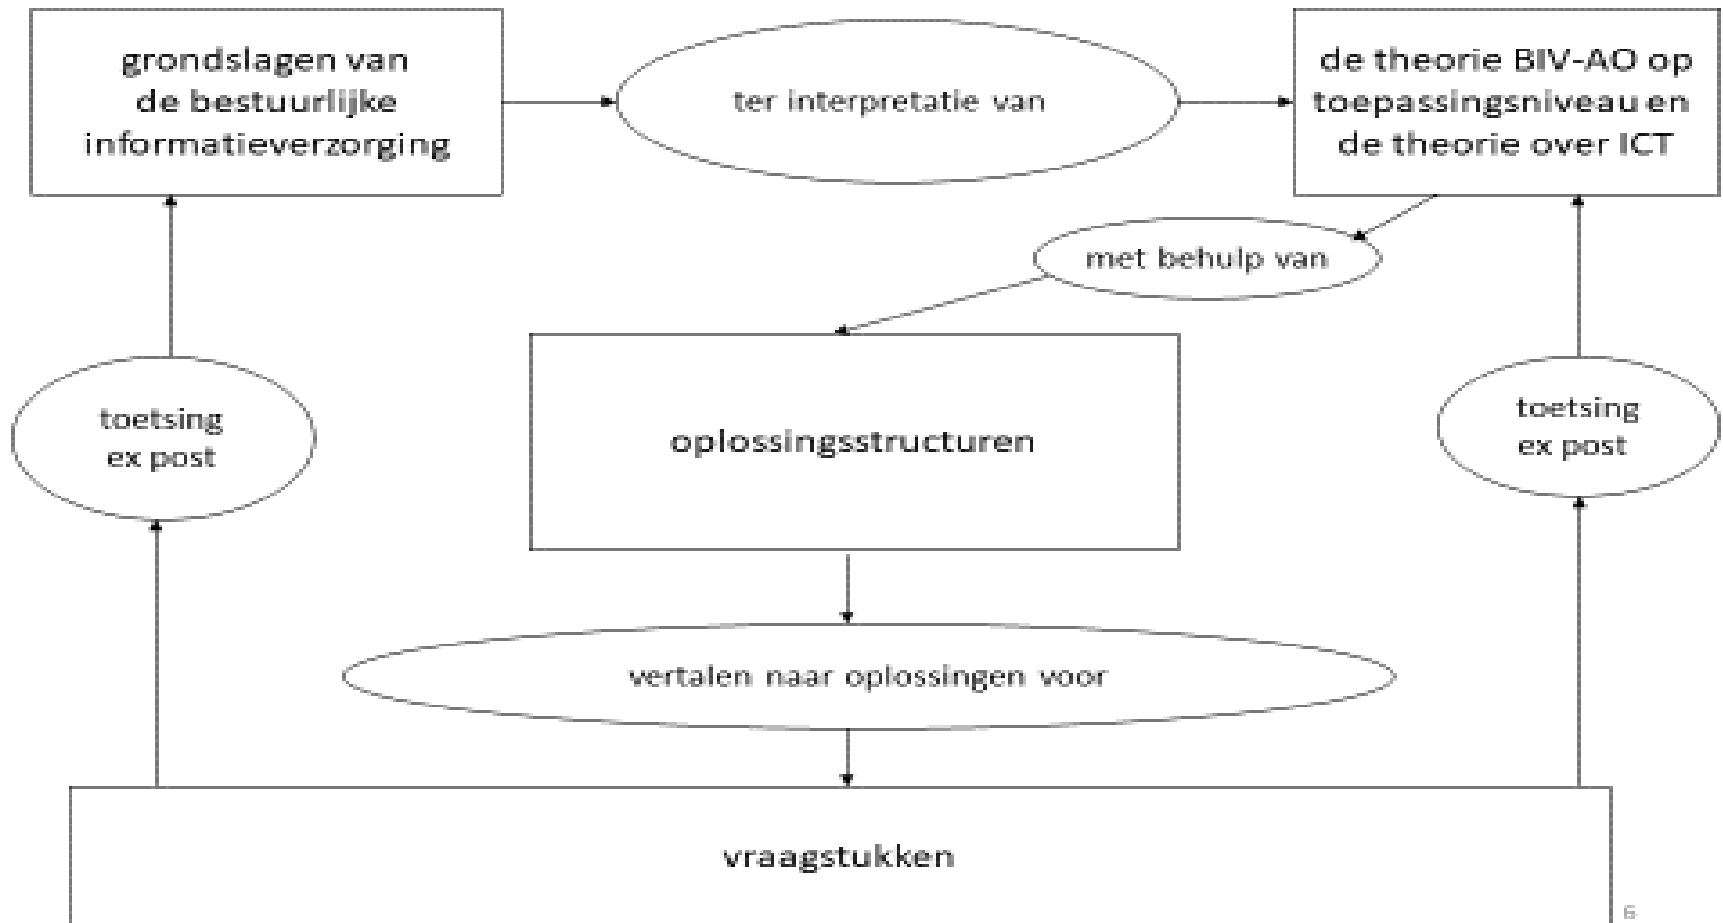 grondslagen van
de bestuurlijke
informatieverzorging
ter interpretatie van
de theorie BIV-AO op
toepassingsniveau en
de theorie over ICT
met behulp van
toetsing
ex post
oplossingsstructuren
toetsing
ex post
vertalen naar oplossingen voor
vraagstukken
6